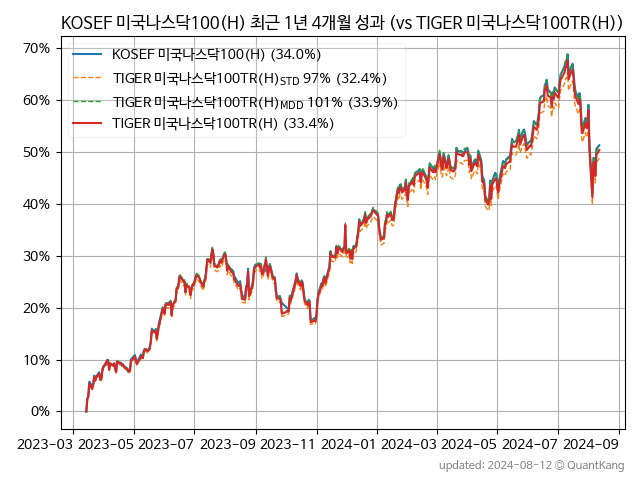 KOSEF 미국나스닥100(H) 최근 1년 4개월 성과 (vs TIGER 미국나스닥100TR(H))
KOSEF 미국나스닥100(H) (34.0%)
TIGER 미국나스닥100TR(H)STD 97% (32.4%)
TIGER 미국나스닥100TR(H)MDD 101% (33.9%)
TIGER 미국나스닥100TR(H) (33.4%)
70%
60%
50%
40%
30%
20%
10%
0%
2023-03 2023-05 2023-07 2023-09 2023-11 2024-01 2024-03 2024-05 2024-07 2024-09
updated: 2024-08-12 © QuantKang